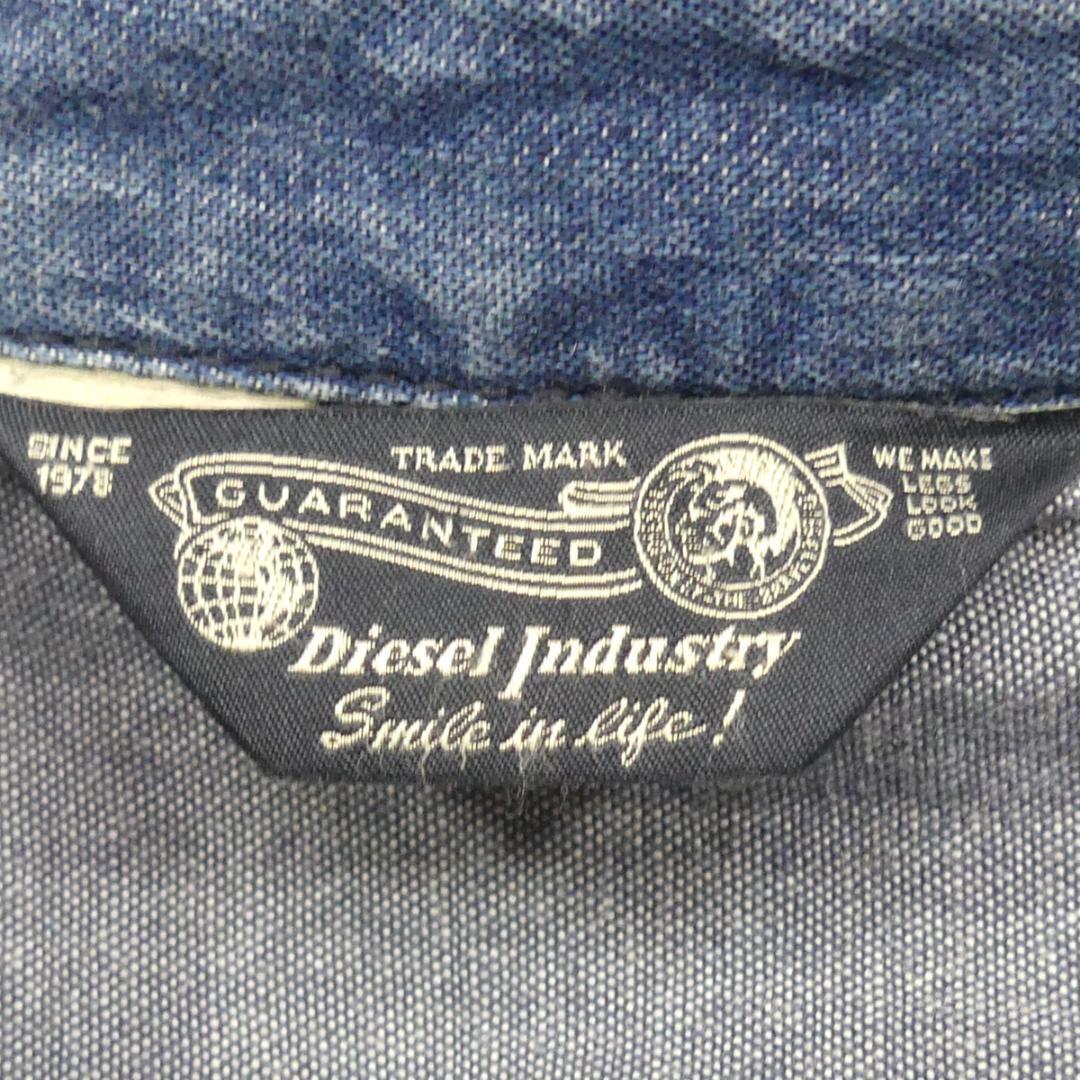 SINCE
1978
TRADE MARK
GUARANTEED
WE MAKE
LEGS
LOOK
GOOD
Diesel Industry
Smile in life!